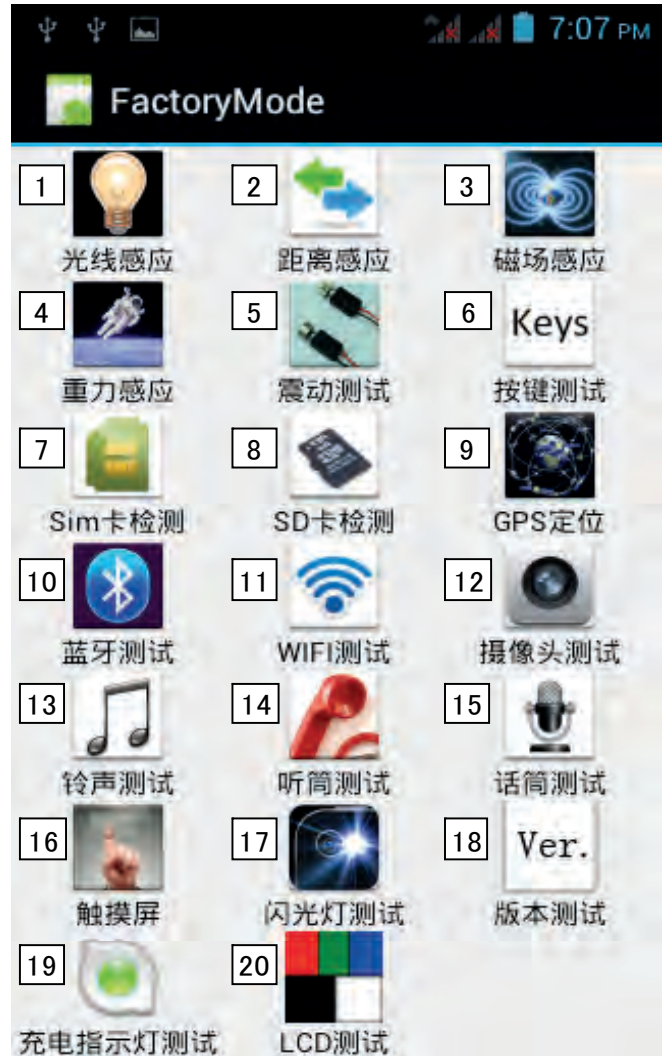 7:07 PM
FactoryMode
1 2 3
光线感应 距离感应 磁场感应
4 5 6 Keys
重力感应 震动测试 按键测试
7 8 9
Sim卡检测 SD卡检测 GPS定位
10 11 12
蓝牙测试 WIFI测试 摄像头测试
13 14 15
铃声测试 听筒测试 话筒测试
16 17 18 Ver.
触摸屏 闪光灯测试 版本测试
19 20
充电指示灯测试 LCD测试